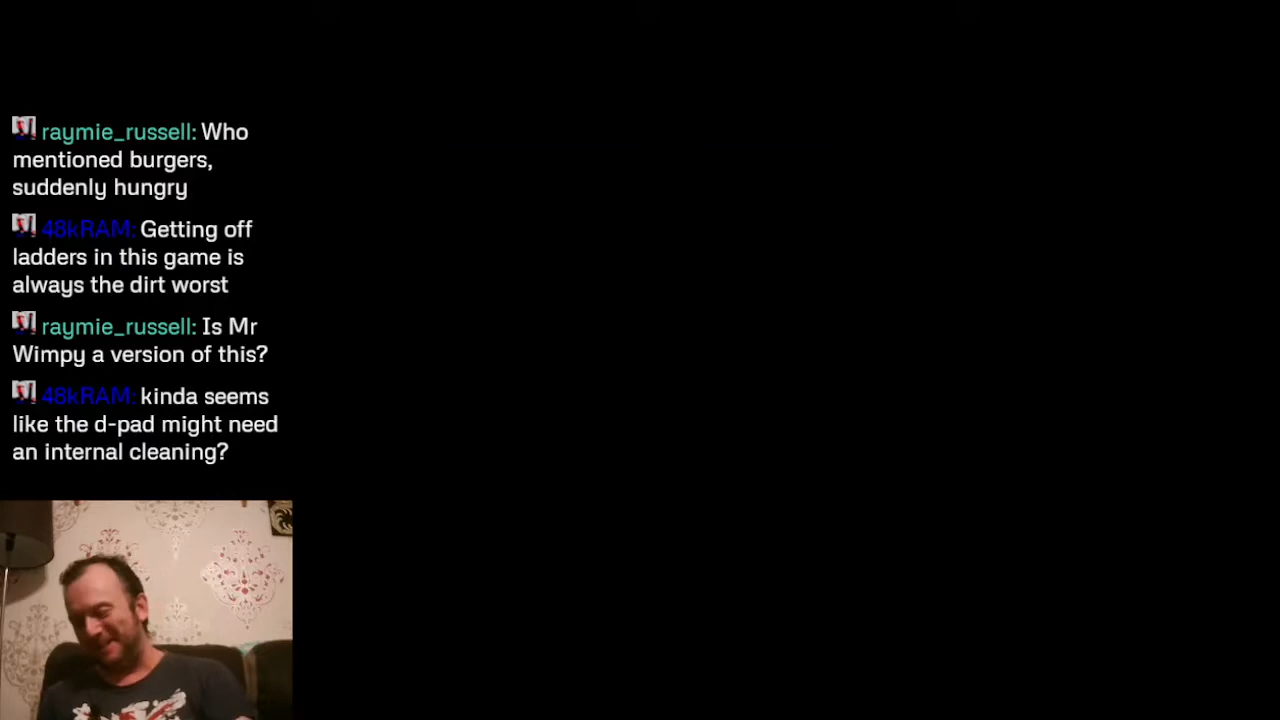 raymie_russell: Who
mentioned burgers,
suddenly hungry
48kRAM: Getting off
ladders in this game is
always the dirt worst
raymie_russell: Is Mr
Wimpy a version of this?
48kRAM: kinda seems
like the d-pad might need
an internal cleaning?